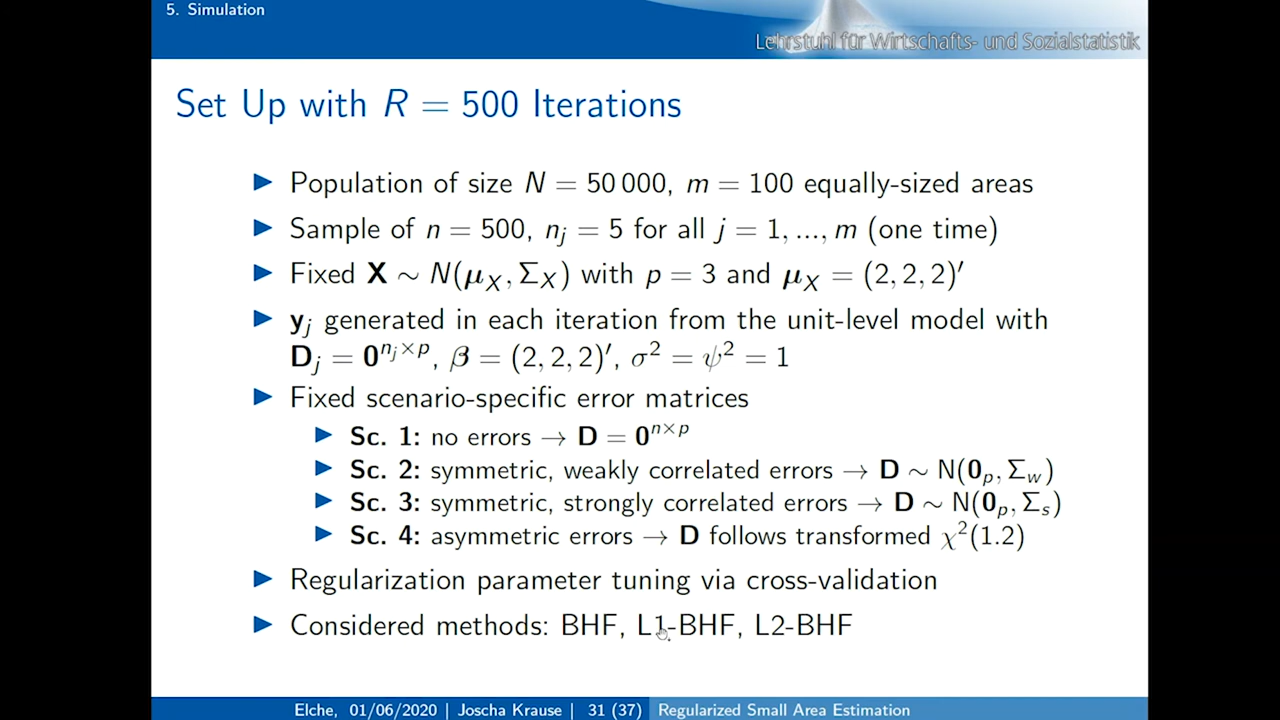 5. Simulation
Lehrstuhl für Wirtschafts- und Sozialstatistik
Set Up with R = 500 Iterations
▶ Population of size N = 50 000, m = 100 equally-sized areas
▶ Sample of n = 500, nⱼ = 5 for all j = 1, ..., m (one time)
▶ Fixed X ∼ N(μ_X, Σ_X) with p = 3 and μ_X = (2, 2, 2)′
▶ yⱼ generated in each iteration from the unit-level model with
Dⱼ = 0^{nⱼ×p}, β = (2, 2, 2)′, σ² = ψ² = 1
▶ Fixed scenario-specific error matrices
▶ Sc. 1: no errors → D = 0^{n×p}
▶ Sc. 2: symmetric, weakly correlated errors → D ∼ N(0_p, Σ_w)
▶ Sc. 3: symmetric, strongly correlated errors → D ∼ N(0_p, Σ_s)
▶ Sc. 4: asymmetric errors → D follows transformed χ²(1.2)
▶ Regularization parameter tuning via cross-validation
▶ Considered methods: BHF, L1-BHF, L2-BHF
Elche, 01/06/2020 | Joscha Krause | 31 (37) Regularized Small Area Estimation